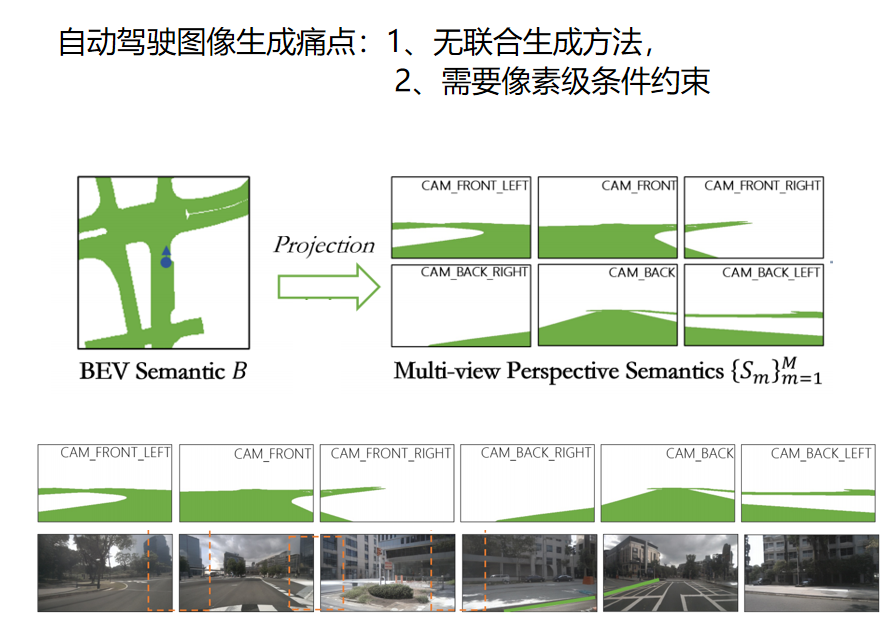 自动驾驶图像生成痛点：1、无联合生成方法，
2、需要像素级条件约束
CAM_FRONT_LEFT
CAM_FRONT
CAM_FRONT_RIGHT
Projection
CAM_BACK_RIGHT
CAM_BACK
CAM_BACK_LEFT
BEV Semantic B
Multi-view Perspective Semantics {S_m}_{m=1}^{M}
CAM_FRONT_LEFT
CAM_FRONT
CAM_FRONT_RIGHT
CAM_BACK_RIGHT
CAM_BACK
CAM_BACK_LEFT